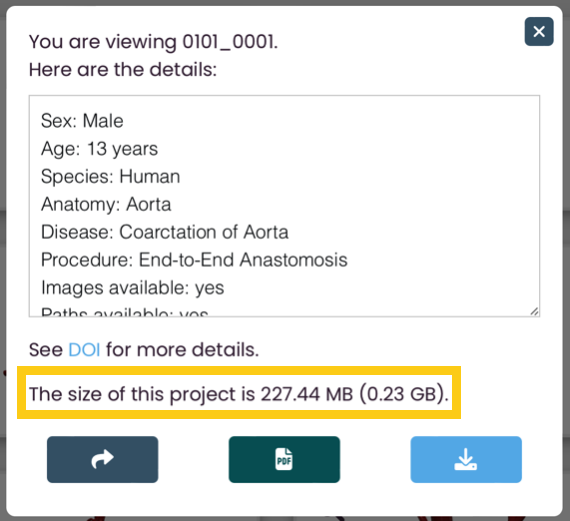 You are viewing 0101_0001.
Here are the details:
Sex: Male
Age: 13 years
Species: Human
Anatomy: Aorta
Disease: Coarctation of Aorta
Procedure: End-to-End Anastomosis
Images available: yes
Paths available: yes
See DOI for more details.
The size of this project is 227.44 MB (0.23 GB).
PDF